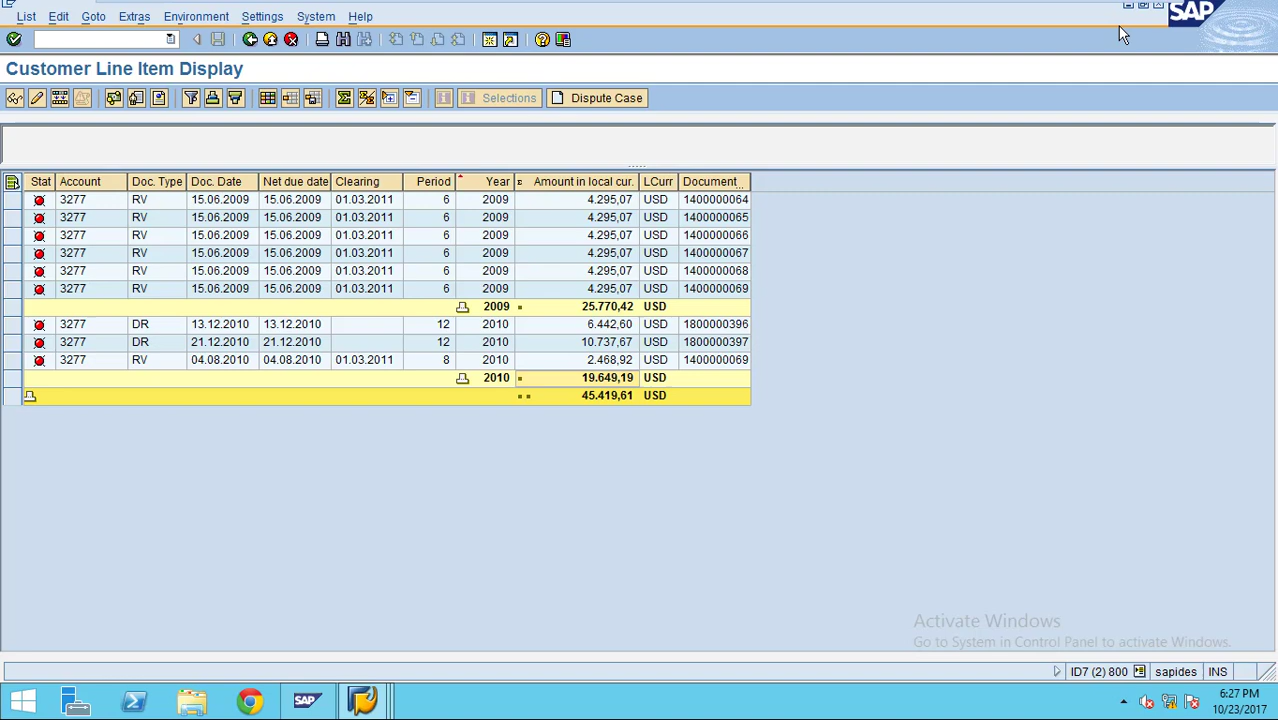 List Edit Goto Extras Environment Settings System Help
SAP
Customer Line Item Display
Selections Dispute Case
Stat Account Doc. Type Doc. Date Net due date Clearing Period Year Amount in local cur. LCurr Document
3277 RV 15.06.2009 15.06.2009 01.03.2011 6 2009 4.295,07 USD 1400000064
3277 RV 15.06.2009 15.06.2009 01.03.2011 6 2009 4.295,07 USD 1400000065
3277 RV 15.06.2009 15.06.2009 01.03.2011 6 2009 4.295,07 USD 1400000066
3277 RV 15.06.2009 15.06.2009 01.03.2011 6 2009 4.295,07 USD 1400000067
3277 RV 15.06.2009 15.06.2009 01.03.2011 6 2009 4.295,07 USD 1400000068
3277 RV 15.06.2009 15.06.2009 01.03.2011 6 2009 4.295,07 USD 1400000069
2009 25.770,42 USD
3277 DR 13.12.2010 13.12.2010 12 2010 6.442,60 USD 1800000396
3277 DR 21.12.2010 21.12.2010 12 2010 10.737,67 USD 1800000397
3277 RV 04.08.2010 04.08.2010 01.03.2011 8 2010 2.468,92 USD 1400000069
2010 19.649,19 USD
45.419,61 USD
Activate Windows
Go to System in Control Panel to activate Windows.
ID7 (2) 800 sapides INS
SAP
6:27 PM
10/23/2017